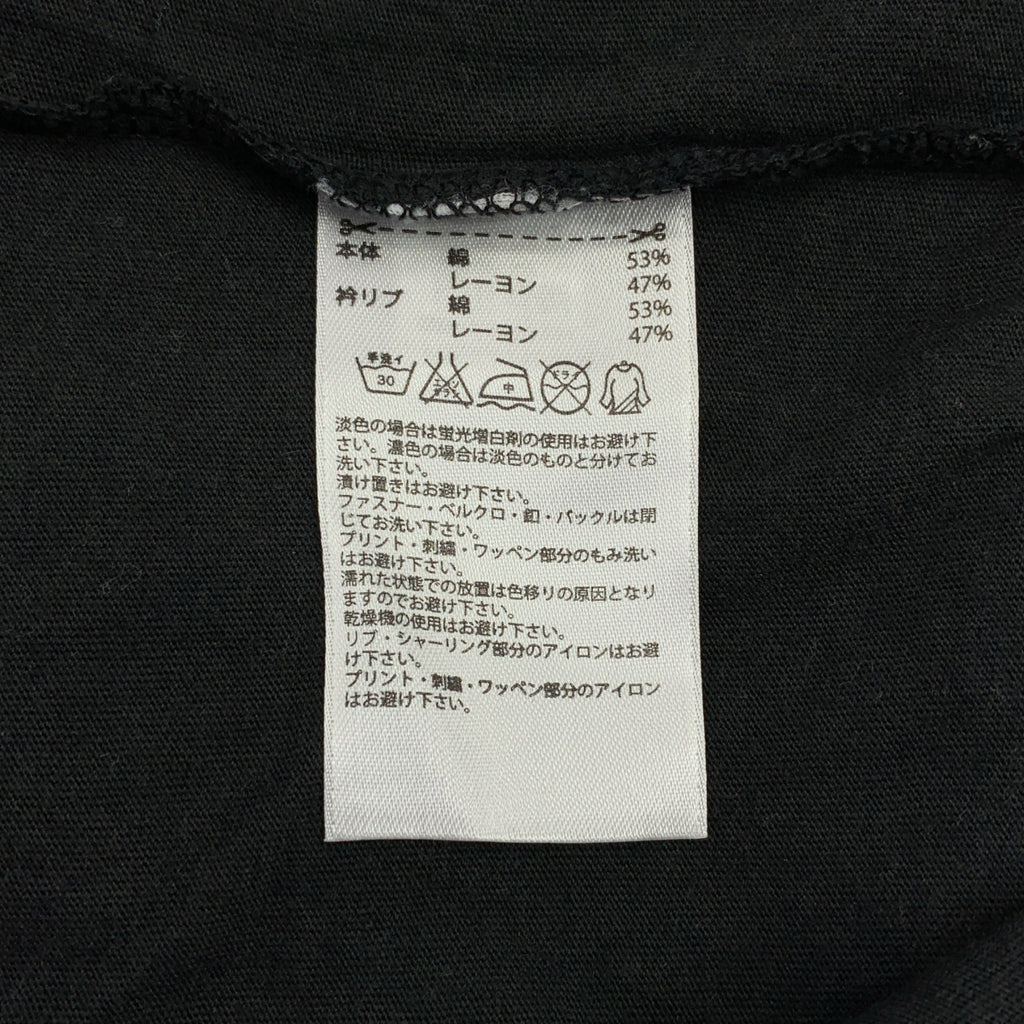 本体 綿 53%
レーヨン 47%
衿リブ 綿 53%
レーヨン 47%
手洗イ 30 エンソサラシ 中 ドライ
淡色の場合は蛍光増白剤の使用はお避け下
さい。濃色の場合は淡色のものと分けてお
洗い下さい。
漬け置きはお避け下さい。
ファスナー・ベルクロ・釦・バックルは閉
じてお洗い下さい。
プリント・刺繍・ワッペン部分のもみ洗い
はお避け下さい。
濡れた状態での放置は色移りの原因となり
ますのでお避け下さい。
乾燥機の使用はお避け下さい。
リブ・シャーリング部分のアイロンはお避
け下さい。
プリント・刺繍・ワッペン部分のアイロン
はお避け下さい。